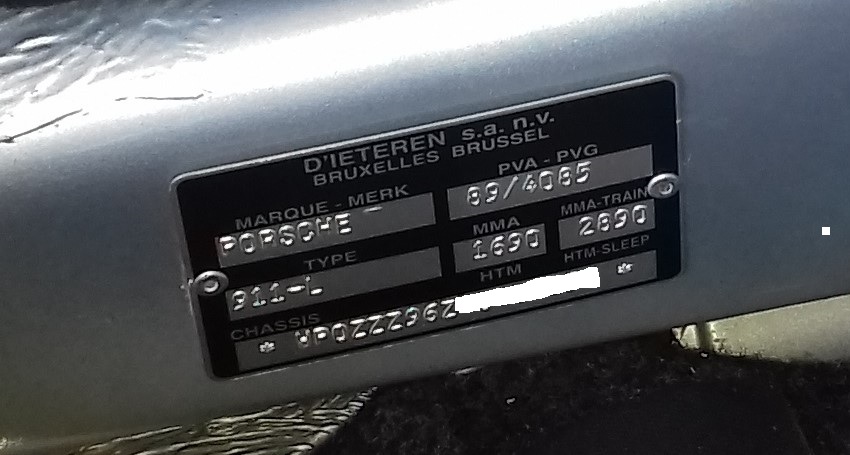 D'IETEREN s.a. n.v.
BRUXELLES BRUSSEL
MARQUE - MERK
PORSCHE
PVA - PVG
89/4085
TYPE
911-L
MMA
1690
MMA-TRAIN
2890
CHASSIS
HTM
HTM-SLEEP
* WP0ZZZ96Z *